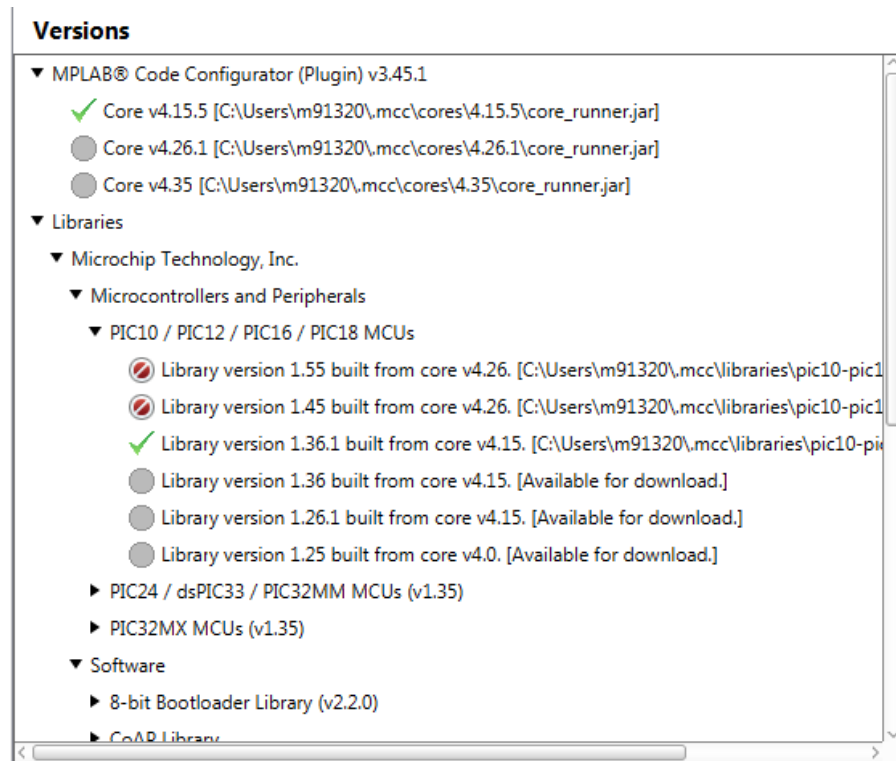 Versions
MPLAB® Code Configurator (Plugin) v3.45.1
Core v4.15.5 [C:\Users\m91320\.mcc\cores\4.15.5\core_runner.jar]
Core v4.26.1 [C:\Users\m91320\.mcc\cores\4.26.1\core_runner.jar]
Core v4.35 [C:\Users\m91320\.mcc\cores\4.35\core_runner.jar]
Libraries
Microchip Technology, Inc.
Microcontrollers and Peripherals
PIC10 / PIC12 / PIC16 / PIC18 MCUs
Library version 1.55 built from core v4.26. [C:\Users\m91320\.mcc\libraries\pic10-pic1
Library version 1.45 built from core v4.26. [C:\Users\m91320\.mcc\libraries\pic10-pic1
Library version 1.36.1 built from core v4.15. [C:\Users\m91320\.mcc\libraries\pic10-pi
Library version 1.36 built from core v4.15. [Available for download.]
Library version 1.26.1 built from core v4.15. [Available for download.]
Library version 1.25 built from core v4.0. [Available for download.]
PIC24 / dsPIC33 / PIC32MM MCUs (v1.35)
PIC32MX MCUs (v1.35)
Software
8-bit Bootloader Library (v2.2.0)
CoAP Library